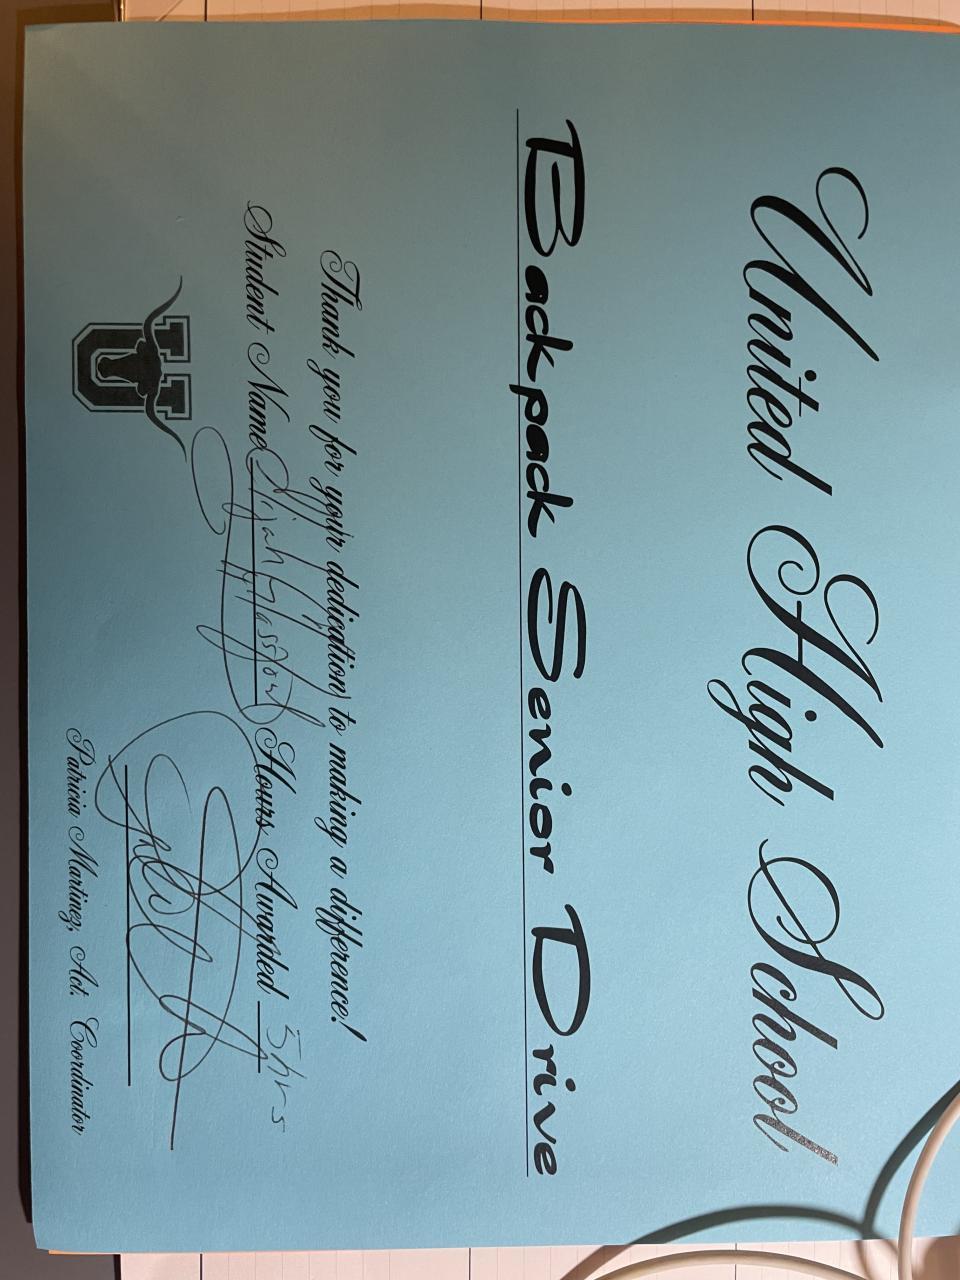 United High School
Backpack Senior Drive
Thank you for your dedication to making a difference!
Student Name Elijah Hours Awarded 5hrs
U
Patricia Martinez, Act. Coordinator